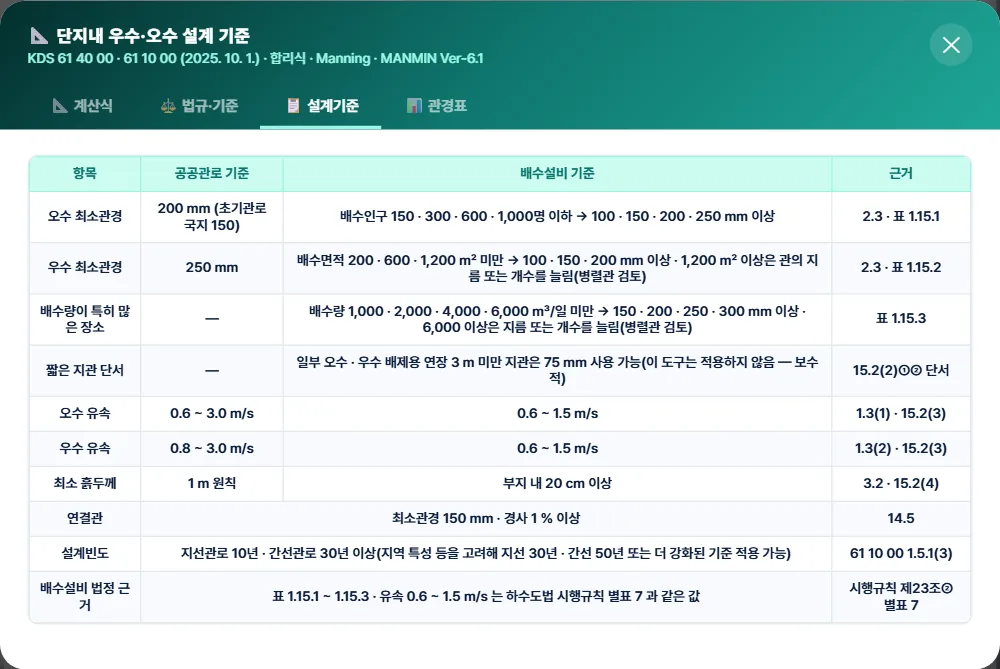 단지내 우수·오수 설계 기준
KDS 61 40 00 · 61 10 00 (2025. 10. 1.) · 합리식 · Manning · MANMIN Ver-6.1
계산식
법규·기준
설계기준
관경표
항목
공공관로 기준
배수설비 기준
근거
오수 최소관경
200 mm (초기관로
국지 150)
배수인구 150 · 300 · 600 · 1,000명 이하 → 100 · 150 · 200 · 250 mm 이상
2.3 · 표 1.15.1
우수 최소관경
250 mm
배수면적 200 · 600 · 1,200 m² 미만 → 100 · 150 · 200 mm 이상 · 1,200 m² 이상은 관의 지
름 또는 개수를 늘림(병렬관 검토)
2.3 · 표 1.15.2
배수량이 특히 많
은 장소
—
배수량 1,000 · 2,000 · 4,000 · 6,000 m³/일 미만 → 150 · 200 · 250 · 300 mm 이상 ·
6,000 이상은 지름 또는 개수를 늘림(병렬관 검토)
표 1.15.3
짧은 지관 단서
—
일부 오수 · 우수 배제용 연장 3 m 미만 지관은 75 mm 사용 가능(이 도구는 적용하지 않음 — 보수
적)
15.2(2)①② 단서
오수 유속
0.6 ~ 3.0 m/s
0.6 ~ 1.5 m/s
1.3(1) · 15.2(3)
우수 유속
0.8 ~ 3.0 m/s
0.6 ~ 1.5 m/s
1.3(2) · 15.2(3)
최소 흙두께
1 m 원칙
부지 내 20 cm 이상
3.2 · 15.2(4)
연결관
최소관경 150 mm · 경사 1 % 이상
14.5
설계빈도
지선관로 10년 · 간선관로 30년 이상(지역 특성 등을 고려해 지선 30년 · 간선 50년 또는 더 강화된 기준 적용 가능)
61 10 00 1.5.1(3)
배수설비 법정 근
거
표 1.15.1 ~ 1.15.3 · 유속 0.6 ~ 1.5 m/s 는 하수도법 시행규칙 별표 7 과 같은 값
시행규칙 제23조②
별표 7